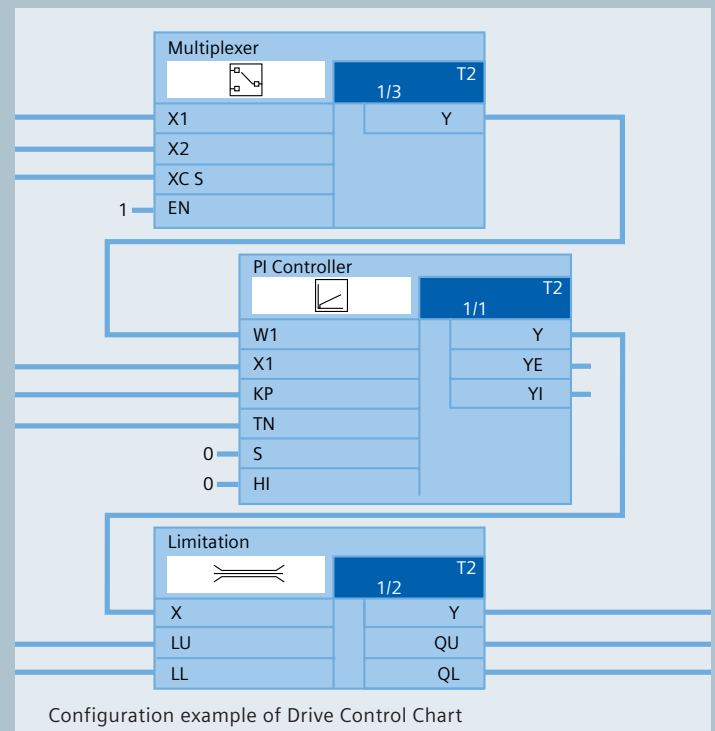 Multiplexer
T2
1/3
X1 Y
X2
XC S
1 EN
PI Controller
T2
1/1
W1 Y
X1 YE
KP YI
TN
0 S
0 HI
Limitation
T2
1/2
X Y
LU QU
LL QL
Configuration example of Drive Control Chart